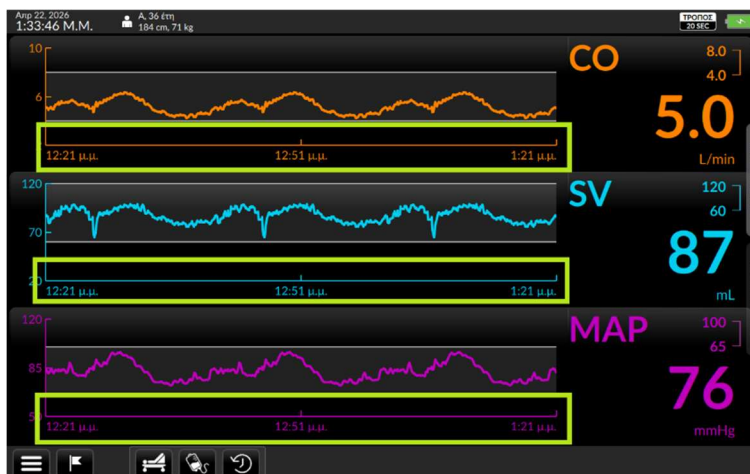 Απρ 22, 2026
1:33:46 Μ.Μ.
Α, 36 έτη
184 cm, 71 kg
ΤΡΟΠΟΣ
20 SEC
10
6
12:21 μ.μ.
12:51 μ.μ.
1:21 μ.μ.
CO
8.0
4.0
5.0
L/min
120
70
20
12:21 μ.μ.
12:51 μ.μ.
1:21 μ.μ.
SV
120
60
87
mL
120
85
12:21 μ.μ.
12:51 μ.μ.
1:21 μ.μ.
MAP
100
65
76
mmHg